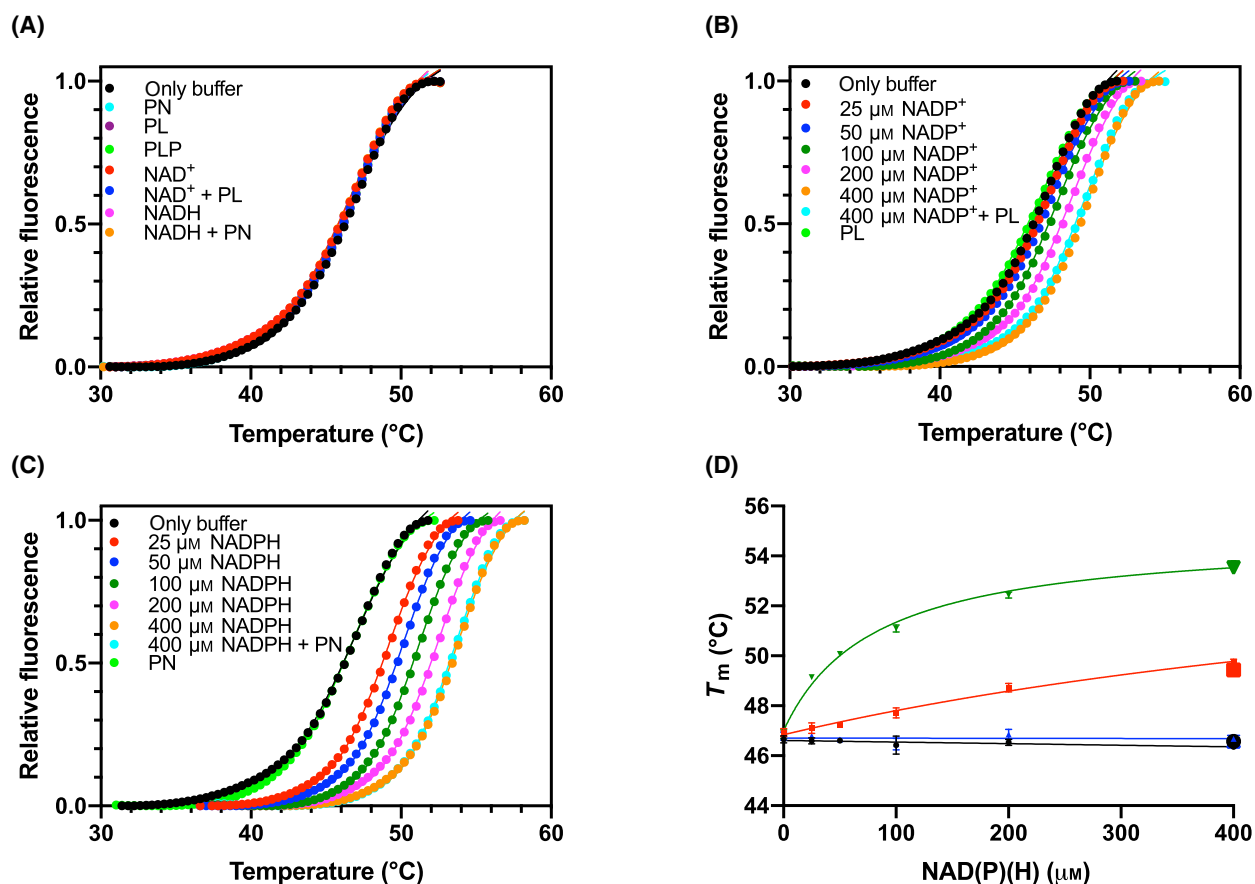 (A)
Relative fluorescence
1.0
0.5
0.0
Only buffer
PN
PL
PLP
NAD⁺
NAD⁺ + PL
NADH
NADH + PN
30
40
50
60
Temperature (°C)
(B)
Relative fluorescence
1.0
0.5
0.0
Only buffer
25 μM NADP⁺
50 μM NADP⁺
100 μM NADP⁺
200 μM NADP⁺
400 μM NADP⁺
400 μM NADP⁺ + PL
PL
30
40
50
60
Temperature (°C)
(C)
Relative fluorescence
1.0
0.5
0.0
Only buffer
25 μM NADPH
50 μM NADPH
100 μM NADPH
200 μM NADPH
400 μM NADPH
400 μM NADPH + PN
PN
30
40
50
60
Temperature (°C)
(D)
Tm (°C)
56
54
52
50
48
46
44
0
100
200
300
400
NAD(P)(H) (μM)